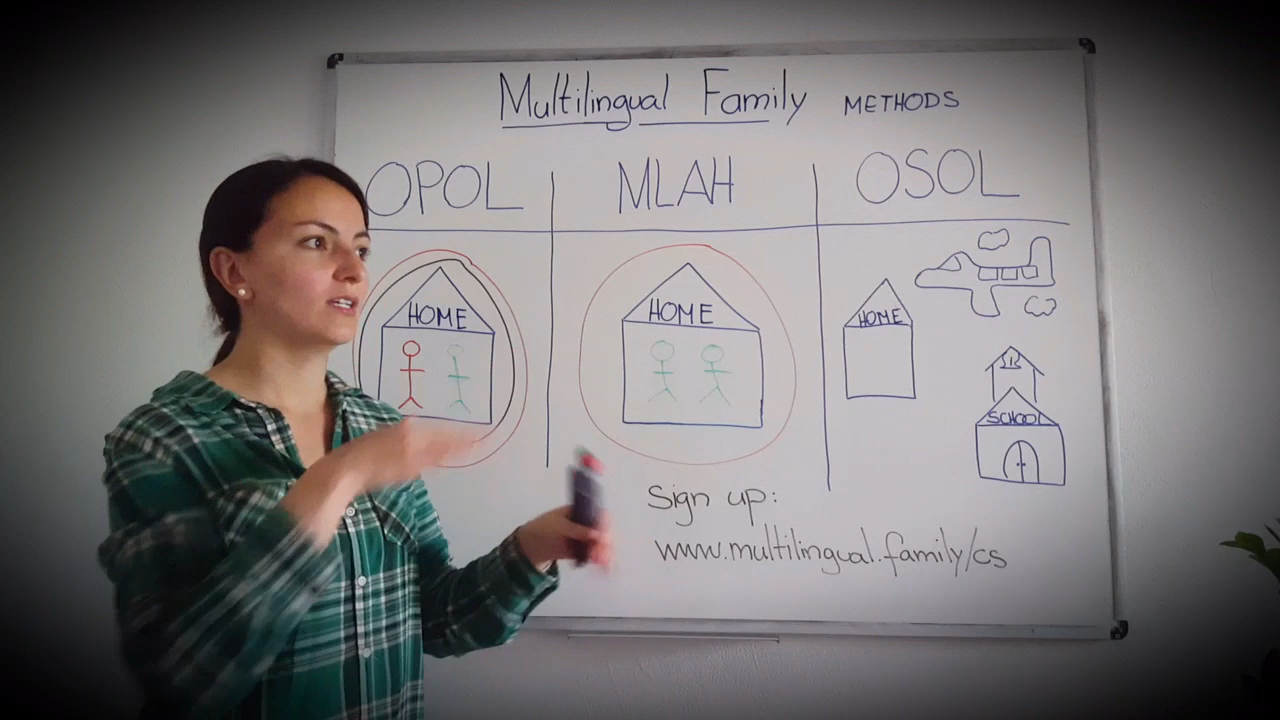 Multilingual Family METHODS
OPOL MLAH OSOL
HOME HOME HOME
SCHOOL
Sign up:
www.multilingual.family/cs